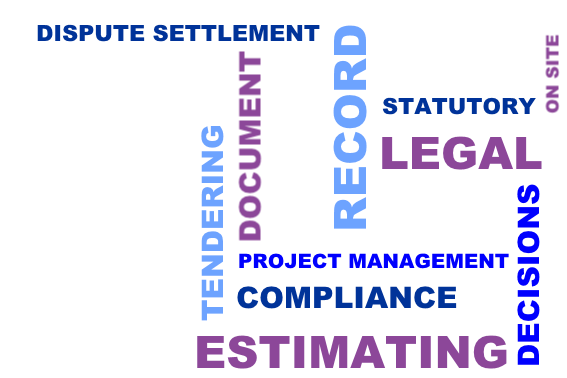 DISPUTE SETTLEMENT
RECORD
ON SITE
DOCUMENT
STATUTORY
TENDERING
LEGAL
DECISIONS
PROJECT MANAGEMENT
COMPLIANCE
ESTIMATING